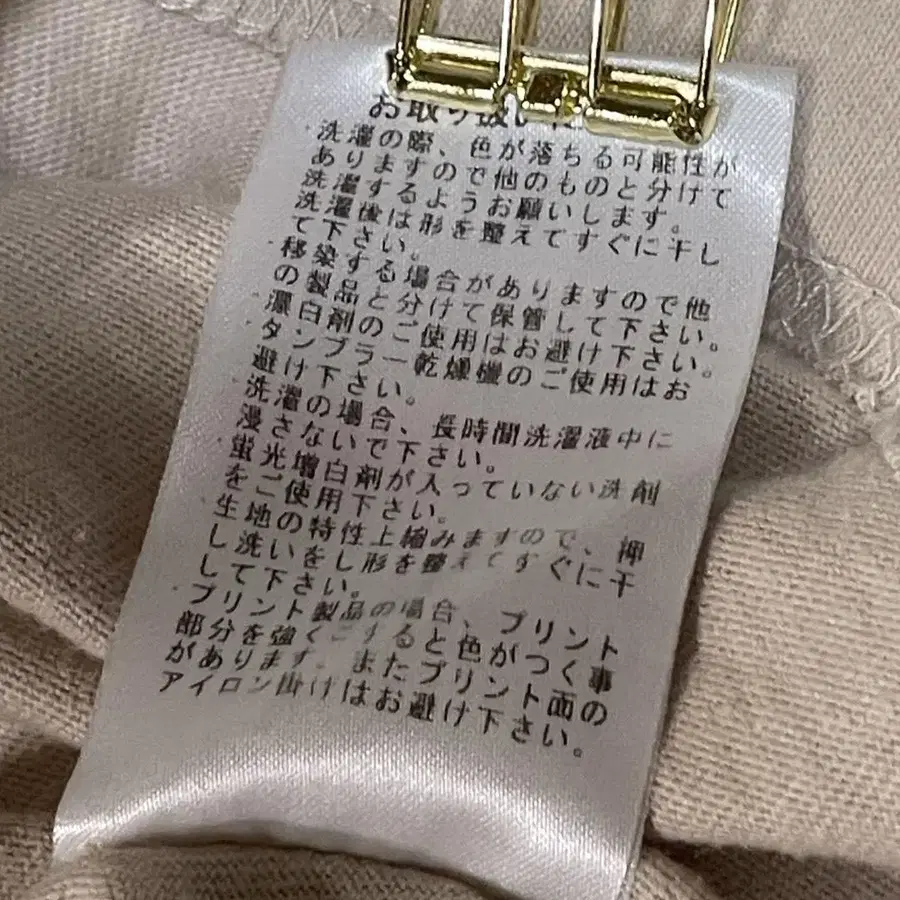 お取り扱いに
・洗濯の際、色が落ちる可能性が
ありますので他のものと分けて
洗濯するようお願いします。
洗濯後は形を整えてすぐに干し
て下さい。
・移染する場合がありますので他
の製品と分けて保管して下さい。
・漂白剤のご使用はお避け下さい。
・タンブラー乾燥機のご使用はお
避け下さい。
・洗濯の場合、長時間洗濯液中に
浸さないで下さい。
・蛍光増白剤が入っていない洗剤
をご使用下さい。
・生地の特性上縮みますので、押
し洗いをし形を整えてすぐに干
して下さい。
・プリント製品の場合、プリント
部分を強くこすると色がつく事
があります。またプリント面の
アイロン掛けはお避け下さい。